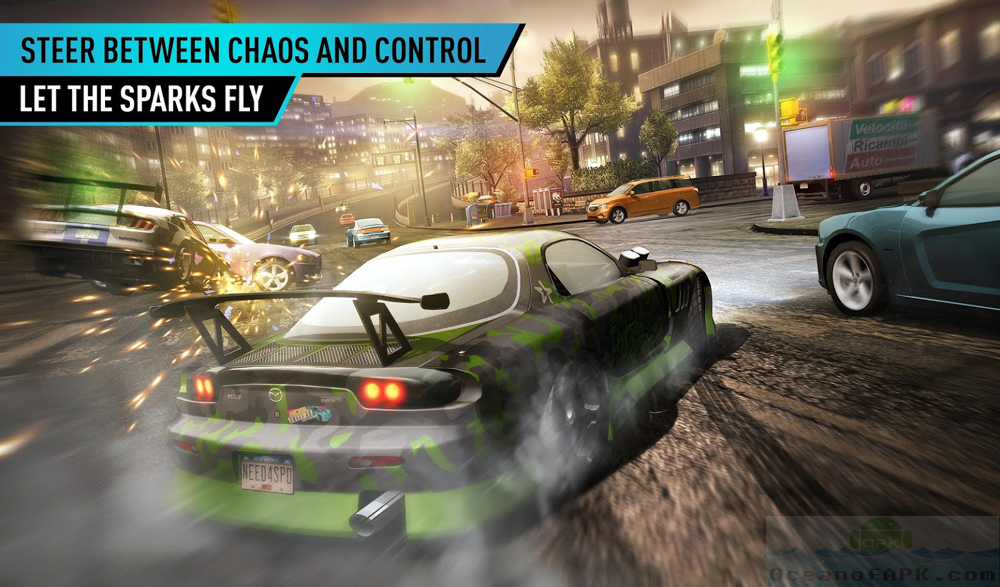 STEER BETWEEN CHAOS AND CONTROL
LET THE SPARKS FLY
Velocità
Ricambi
Auto
NEED4SPD
OceanofAPK.com